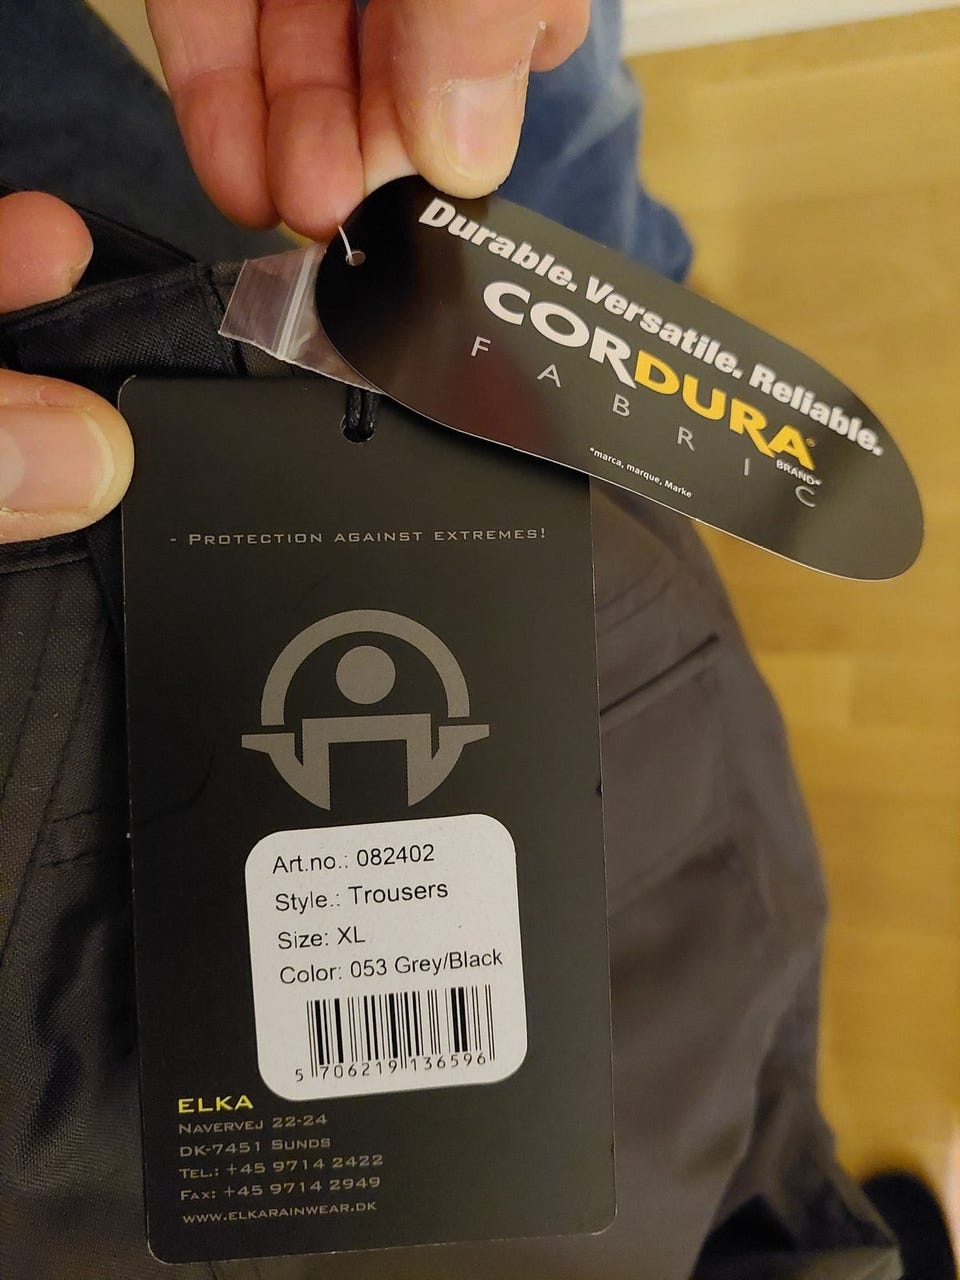 Durable. Versatile. Reliable.
CORDURA®
BRAND*
FABRIC
*marca, marque, Marke
- PROTECTION AGAINST EXTREMES!
Art.no.: 082402
Style.: Trousers
Size: XL
Color: 053 Grey/Black
5 706219 136596
ELKA
NAVERVEJ 22-24
DK-7451 SUNDS
TEL.: +45 9714 2422
FAX: +45 9714 2949
WWW.ELKARAINWEAR.DK